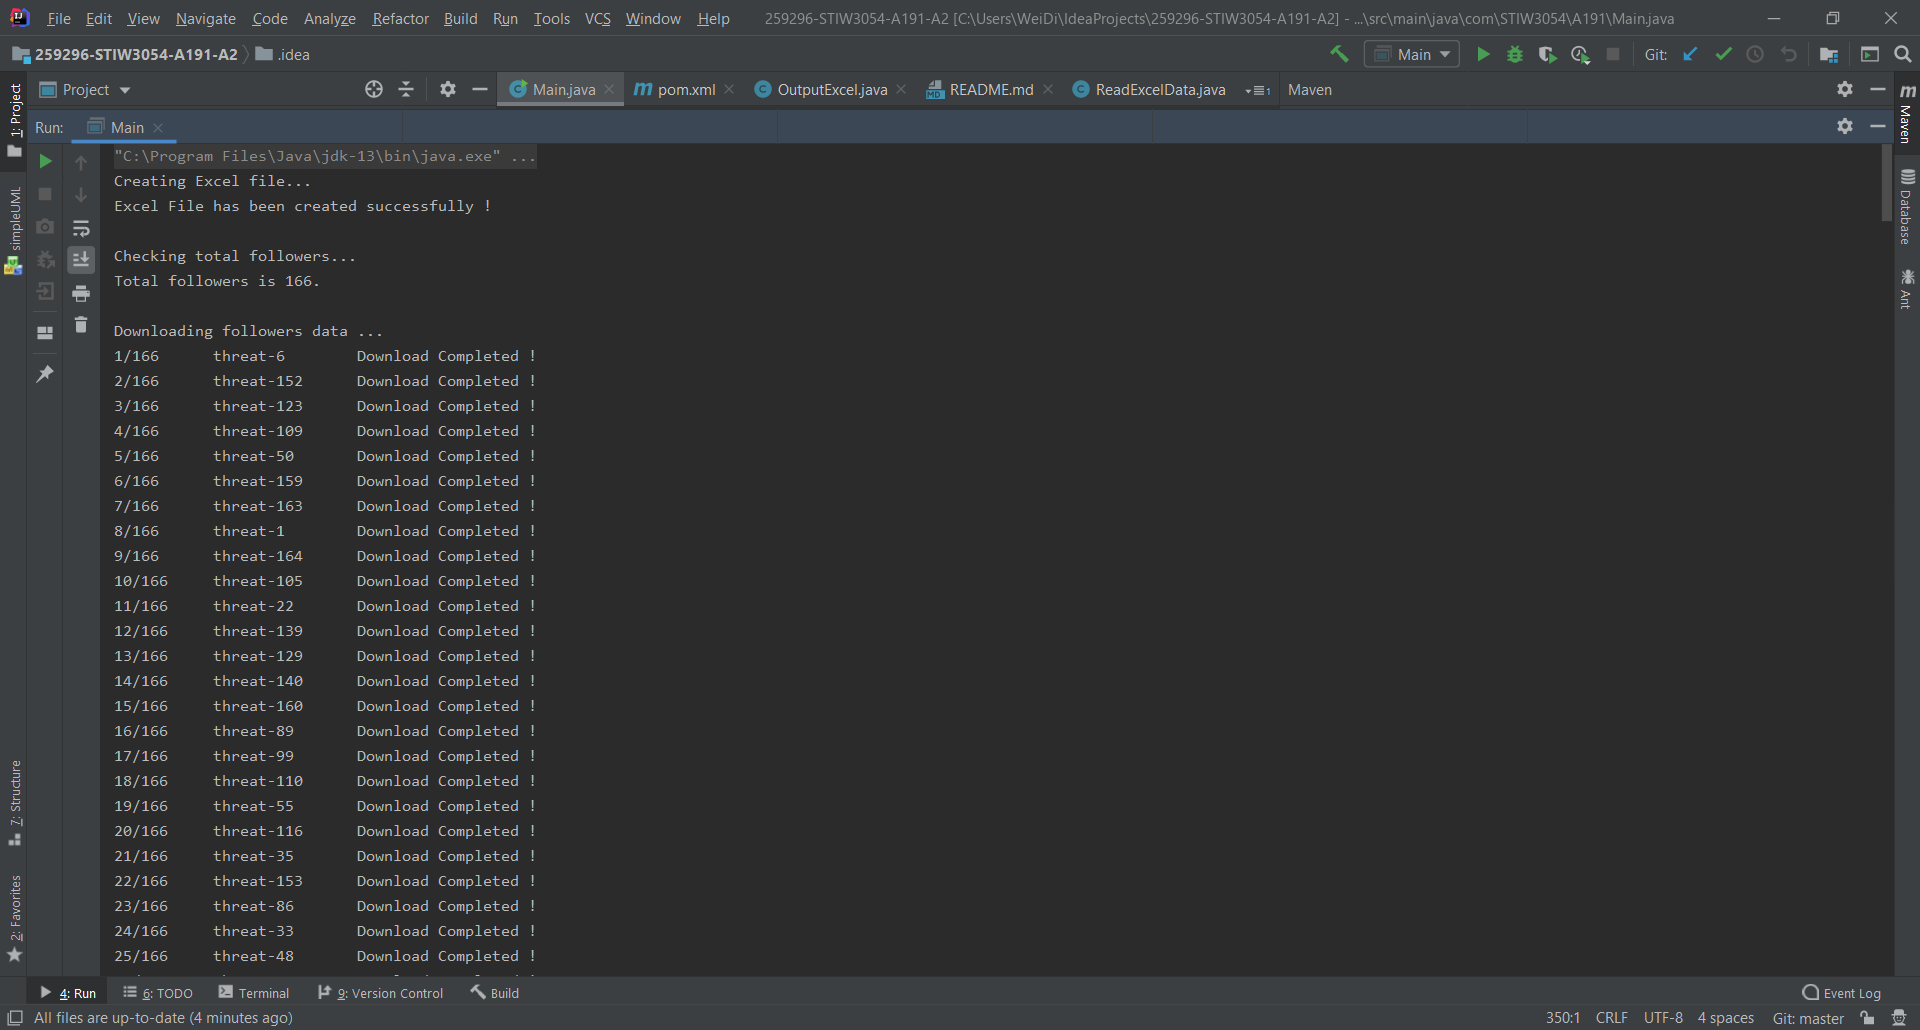 File Edit View Navigate Code Analyze Refactor Build Run Tools VCS Window Help 259296-STIW3054-A191-A2 [C:\Users\WeiDi\IdeaProjects\259296-STIW3054-A191-A2] - ...\src\main\java\com\STIW3054\A191\Main.java
259296-STIW3054-A191-A2 .idea Main Git:
Project Main.java pom.xml OutputExcel.java README.md ReadExcelData.java Maven
Run: Main
1: Project
simpleUML
7: Structure
2: Favorites
"C:\Program Files\Java\jdk-13\bin\java.exe" ...
Creating Excel file...
Excel File has been created successfully !
Checking total followers...
Total followers is 166.
Downloading followers data ...
1/166 threat-6 Download Completed !
2/166 threat-152 Download Completed !
3/166 threat-123 Download Completed !
4/166 threat-109 Download Completed !
5/166 threat-50 Download Completed !
6/166 threat-159 Download Completed !
7/166 threat-163 Download Completed !
8/166 threat-1 Download Completed !
9/166 threat-164 Download Completed !
10/166 threat-105 Download Completed !
11/166 threat-22 Download Completed !
12/166 threat-139 Download Completed !
13/166 threat-129 Download Completed !
14/166 threat-140 Download Completed !
15/166 threat-160 Download Completed !
16/166 threat-89 Download Completed !
17/166 threat-99 Download Completed !
18/166 threat-110 Download Completed !
19/166 threat-55 Download Completed !
20/166 threat-116 Download Completed !
21/166 threat-35 Download Completed !
22/166 threat-153 Download Completed !
23/166 threat-86 Download Completed !
24/166 threat-33 Download Completed !
25/166 threat-48 Download Completed !
Maven
Database
Ant
4: Run 6: TODO Terminal 9: Version Control Build Event Log
All files are up-to-date (4 minutes ago) 350:1 CRLF UTF-8 4 spaces Git: master